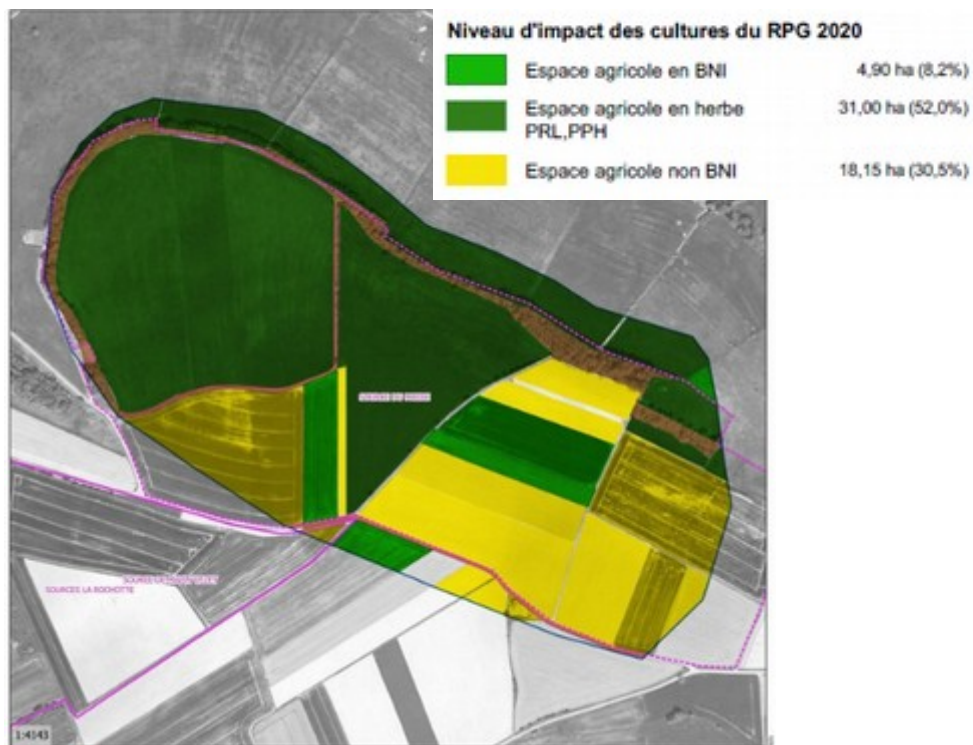 Niveau d'impact des cultures du RPG 2020
Espace agricole en BNI 4,90 ha (8,2%)
Espace agricole en herbe 31,00 ha (52,0%)
PRL,PPH
Espace agricole non BNI 18,15 ha (30,5%)
SOURCES LA ROCHOTTE
1:4143